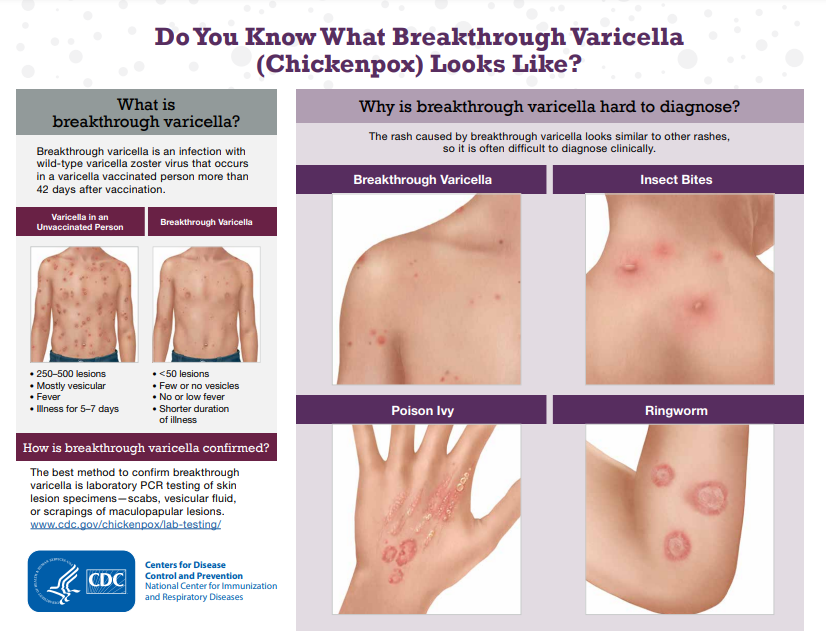 Do You Know What Breakthrough Varicella
(Chickenpox) Looks Like?
What is
breakthrough varicella?
Breakthrough varicella is an infection with
wild-type varicella zoster virus that occurs
in a varicella vaccinated person more than
42 days after vaccination.
Varicella in an
Unvaccinated Person
Breakthrough Varicella
• 250–500 lesions
• Mostly vesicular
• Fever
• Illness for 5–7 days
• <50 lesions
• Few or no vesicles
• No or low fever
• Shorter duration
of illness
How is breakthrough varicella confirmed?
The best method to confirm breakthrough
varicella is laboratory PCR testing of skin
lesion specimens—scabs, vesicular fluid,
or scrapings of maculopapular lesions.
www.cdc.gov/chickenpox/lab-testing/
CDC
Centers for Disease
Control and Prevention
National Center for Immunization
and Respiratory Diseases
Why is breakthrough varicella hard to diagnose?
The rash caused by breakthrough varicella looks similar to other rashes,
so it is often difficult to diagnose clinically.
Breakthrough Varicella
Insect Bites
Poison Ivy
Ringworm